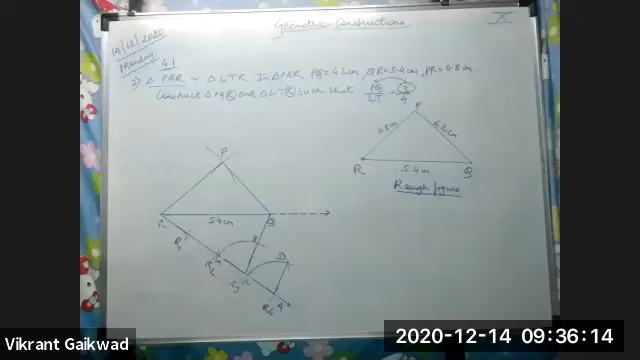 Geometric Constructions
X
14/12/2020
Monday
4)
2) Δ PQR ~ Δ LTR In Δ PQR, PQ = 4.2 cm, QR = 5.4 cm, PR = 4.8 cm.
Construct Δ PQR and Δ LTR such that PQ/LT = 3/4
P
4.8 cm
4.2 cm
R
5.4 cm
Q
Rough figure
P
R
5.4 cm
Q
R1
R2
R3
R4
D
Vikrant Gaikwad
2020-12-14 09:36:14